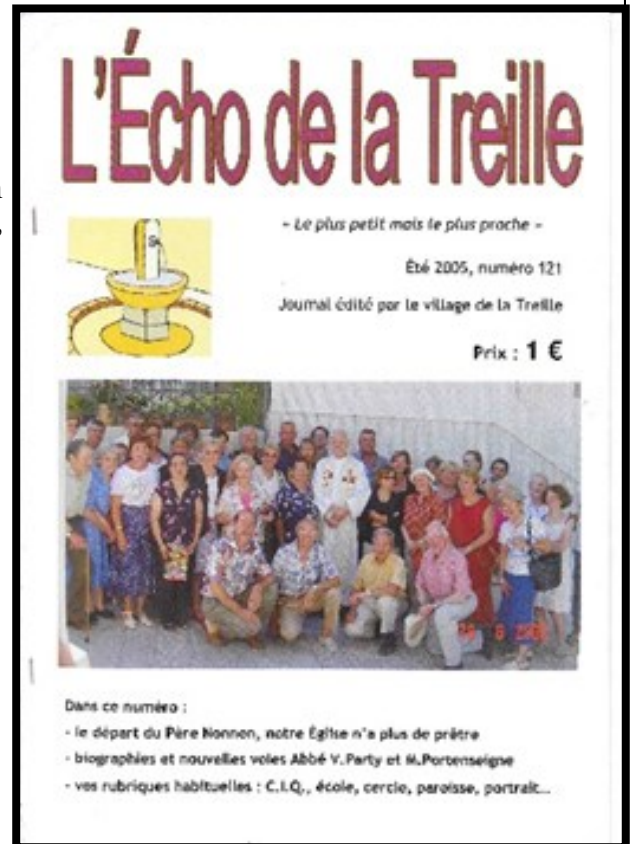 L'Écho de la Treille
« Le plus petit mais le plus proche »
Été 2005, numéro 121
Journal édité par le village de la Treille
Prix : 1 €
Dans ce numéro :
- le départ du Père Nonnen, notre Église n'a plus de prêtre
- biographies et nouvelles voies Abbé V.Party et M.Portenseigne
- vos rubriques habituelles : C.I.Q., école, cercle, paroisse, portrait...